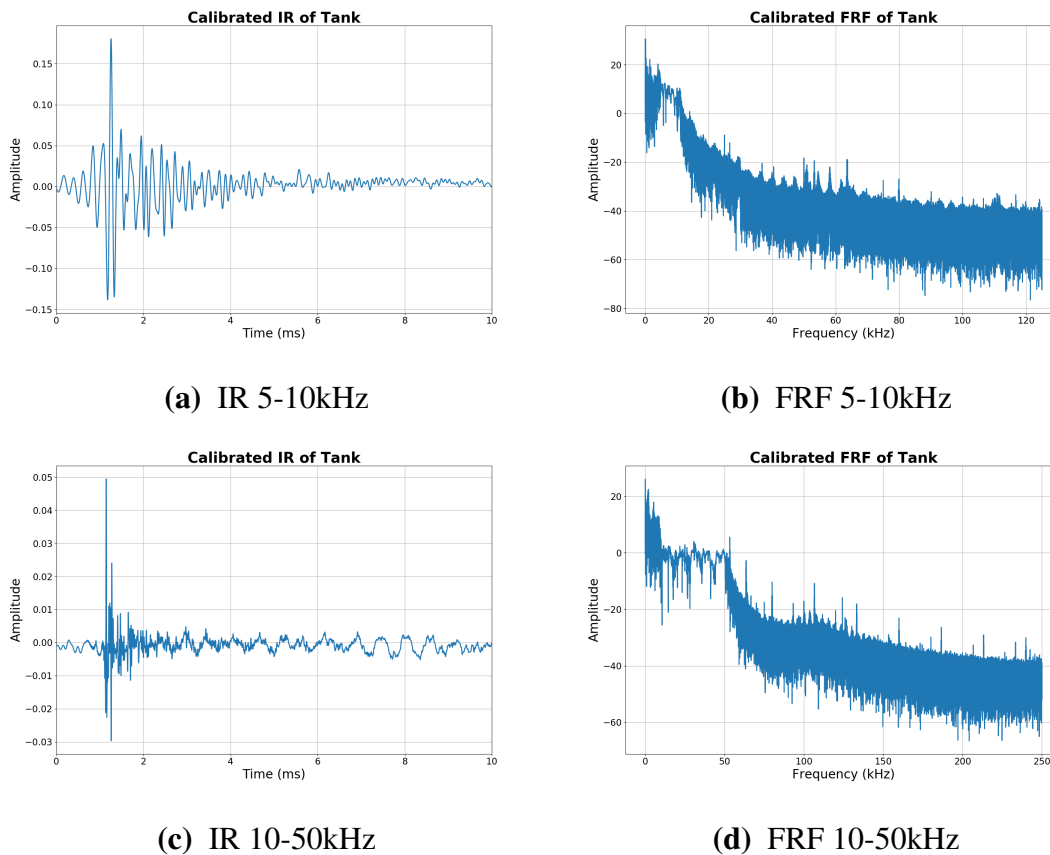 Calibrated IR of Tank
Amplitude
0.15
0.10
0.05
0.00
−0.05
−0.10
−0.15
0 2 4 6 8 10
Time (ms)
(a) IR 5-10kHz
Calibrated FRF of Tank
Amplitude
20
0
−20
−40
−60
−80
0 20 40 60 80 100 120
Frequency (kHz)
(b) FRF 5-10kHz
Calibrated IR of Tank
Amplitude
0.05
0.04
0.03
0.02
0.01
0.00
−0.01
−0.02
−0.03
0 2 4 6 8 10
Time (ms)
(c) IR 10-50kHz
Calibrated FRF of Tank
Amplitude
20
0
−20
−40
−60
0 50 100 150 200 250
Frequency (kHz)
(d) FRF 10-50kHz